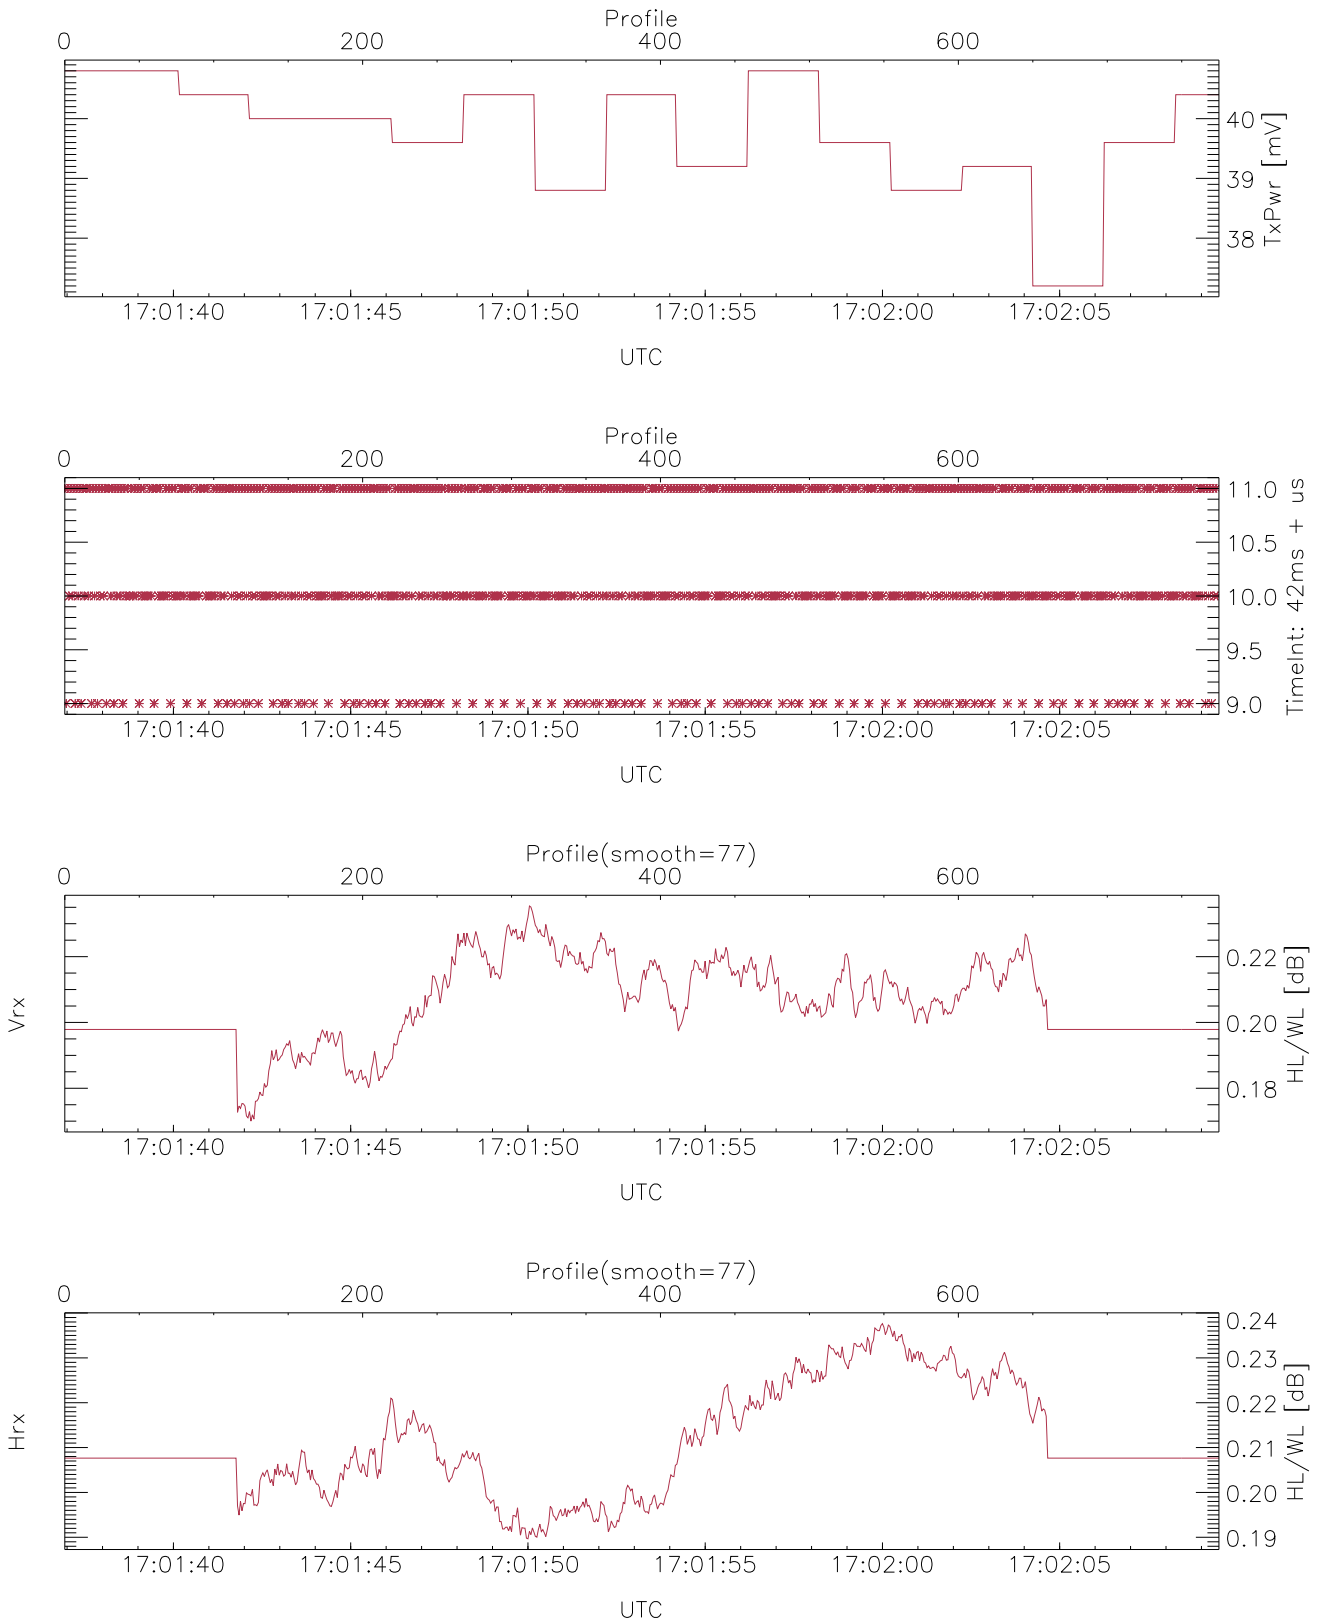 Profile
0 200 400 600
40
39
38
TxPwr [mV]
17:01:40 17:01:45 17:01:50 17:01:55 17:02:00 17:02:05
UTC
Profile
0 200 400 600
11.0
10.5
10.0
9.5
9.0
TimeInt: 42ms + us
17:01:40 17:01:45 17:01:50 17:01:55 17:02:00 17:02:05
UTC
Profile(smooth=77)
0 200 400 600
Vrx
0.22
0.20
0.18
HL/WL [dB]
17:01:40 17:01:45 17:01:50 17:01:55 17:02:00 17:02:05
UTC
Profile(smooth=77)
0 200 400 600
Hrx
0.24
0.23
0.22
0.21
0.20
0.19
HL/WL [dB]
17:01:40 17:01:45 17:01:50 17:01:55 17:02:00 17:02:05
UTC